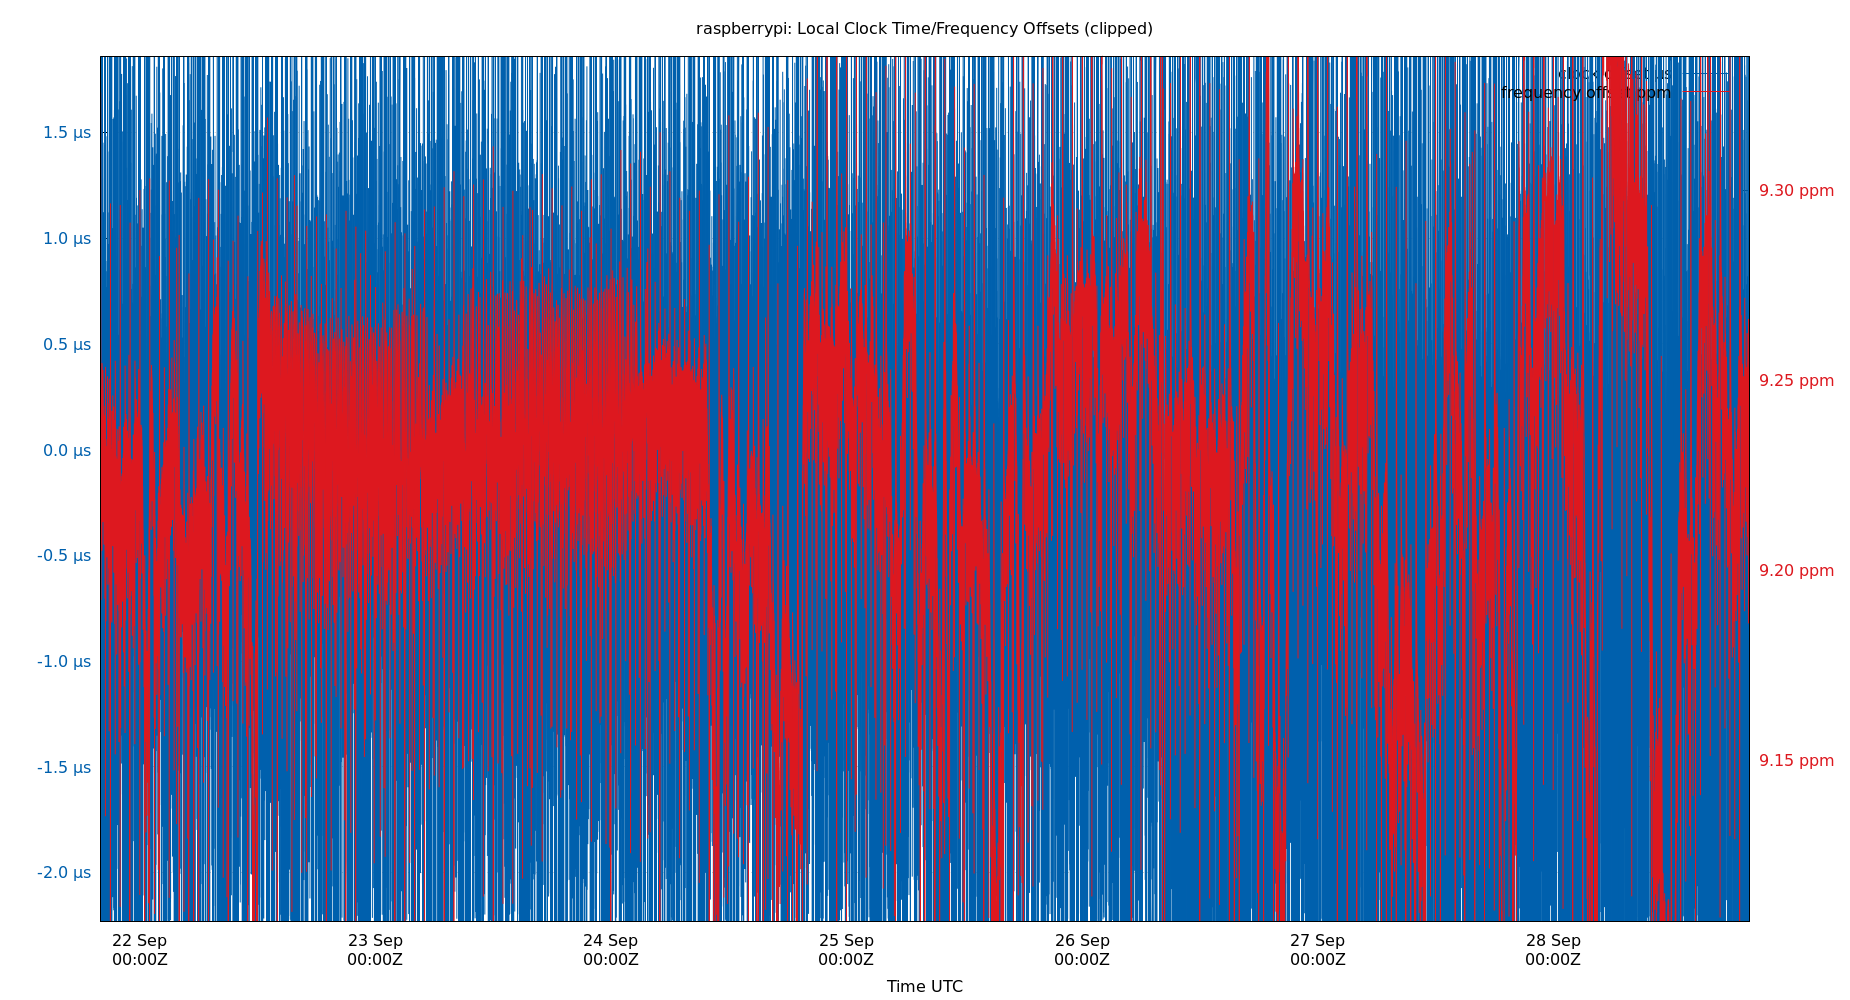 raspberrypi: Local Clock Time/Frequency Offsets (clipped)
clock offset us
frequency offset ppm
1.5 µs
1.0 µs
0.5 µs
0.0 µs
-0.5 µs
-1.0 µs
-1.5 µs
-2.0 µs
9.30 ppm
9.25 ppm
9.20 ppm
9.15 ppm
22 Sep 23 Sep 24 Sep 25 Sep 26 Sep 27 Sep 28 Sep
00:00Z 00:00Z 00:00Z 00:00Z 00:00Z 00:00Z 00:00Z
Time UTC